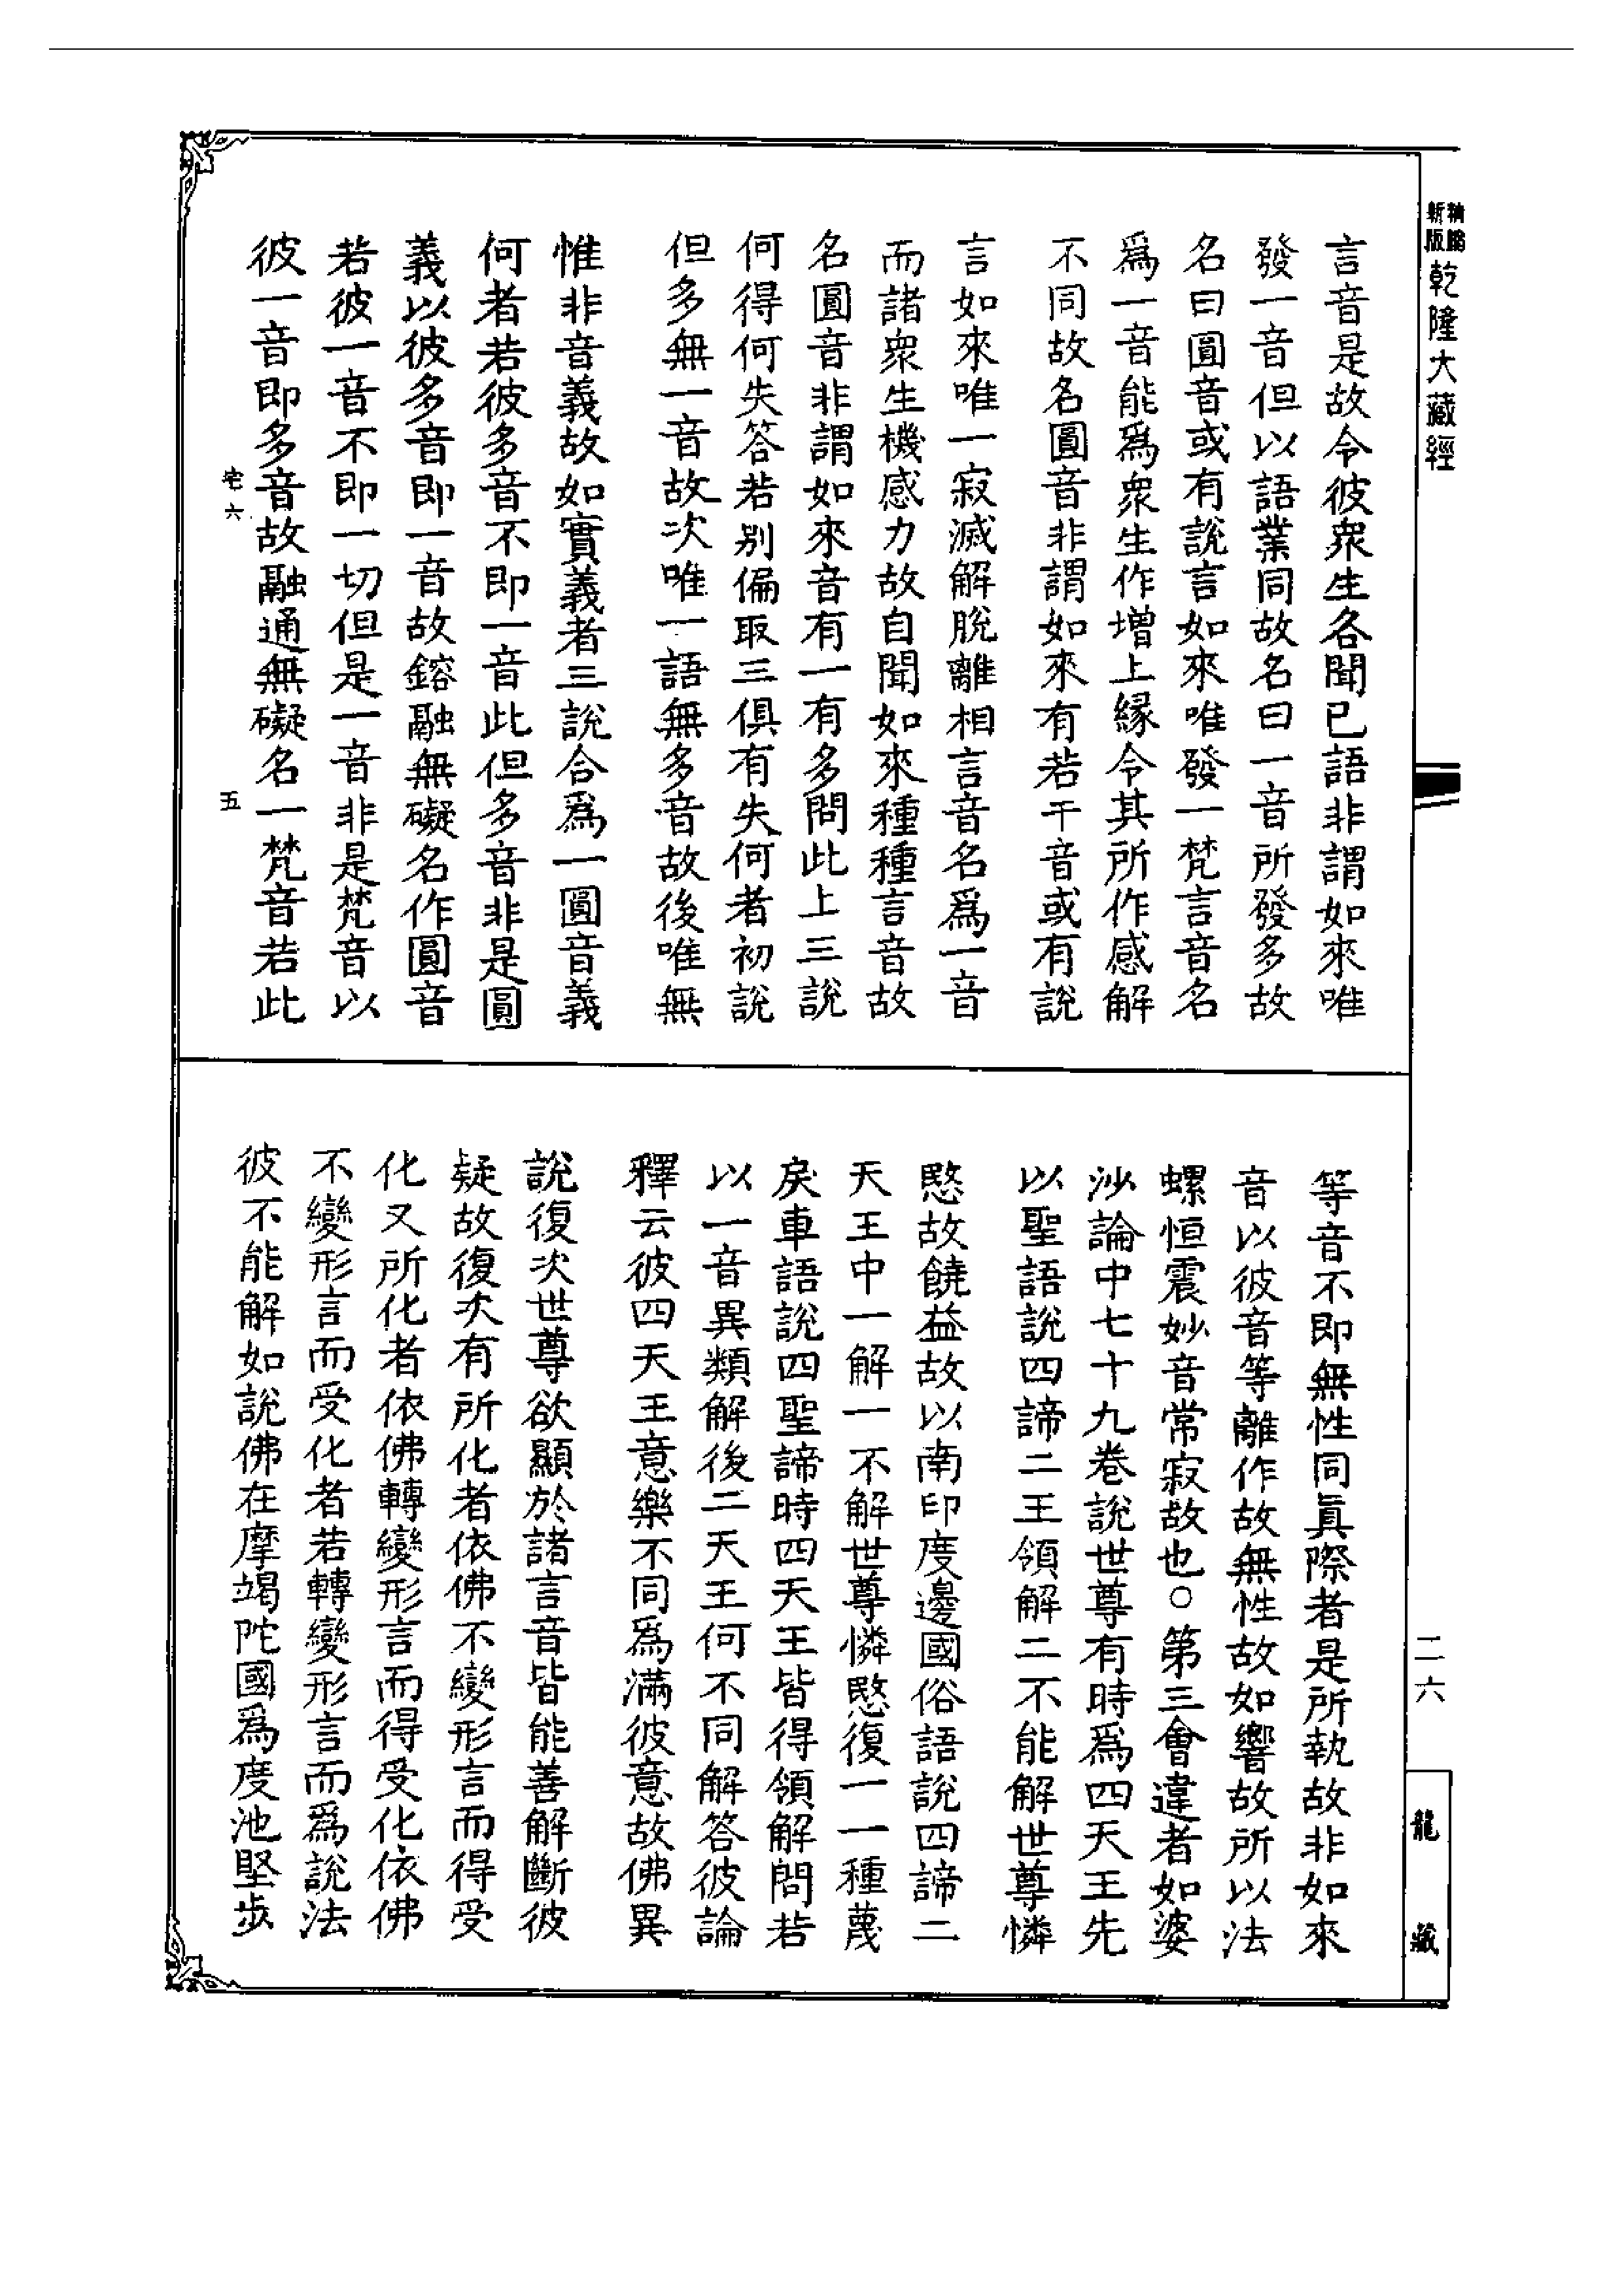 精縮
新版
乾隆大藏經
言音是故令彼衆生各聞已語非謂如來唯
發一音但以語業同故名曰一音所發多故
名曰圓音或有説言如來唯發一梵言音名
爲一音能爲衆生作增上緣令其所作感解
不同故名圓音非謂如來有若干音或有説
言如來唯一寂滅解脫離相言音名爲一音
而諸衆生機感力故自聞如來種種言音故
名圓音非謂如來音有一有多問此上三説
何得何失答若別偏取三俱有失何者初説
但多無一音故次唯一語無多音故後唯無
惟非音義故如實義者三説合爲一圓音義
何者若彼多音不即一音此但多音非是圓
義以彼多音即一音故鎔融無礙名作圓音
若彼一音不即一切但是一音非是梵音以
彼一音即多音故融通無礙名一梵音若此
卷六
五
等音不即無性同眞際者是所執故非如來
音以彼音等離作故無性故如響故所以法
螺恒震妙音常寂故也○第三會違者如婆
沙論中七十九卷説世尊有時爲四天王先
以聖語説四諦二王領解二不能解世尊憐
愍故饒益故以南印度邊國俗語説四諦二
天王中一解一不解世尊憐愍復一一種蔑
戾車語説四聖諦時四天王皆得領解問若
以一音異類解後二天王何不同解答彼論
釋云彼四天王意樂不同爲滿彼意故佛異
説復次世尊欲顯於諸言音皆能善解斷彼
疑故復次有所化者依佛不變形言而得受
化又所化者依佛轉變形言而得受化依佛
不變形言而受化者若轉變形言而爲説法
彼不能解如説佛在摩竭陀國爲度池堅步
二六
龍藏